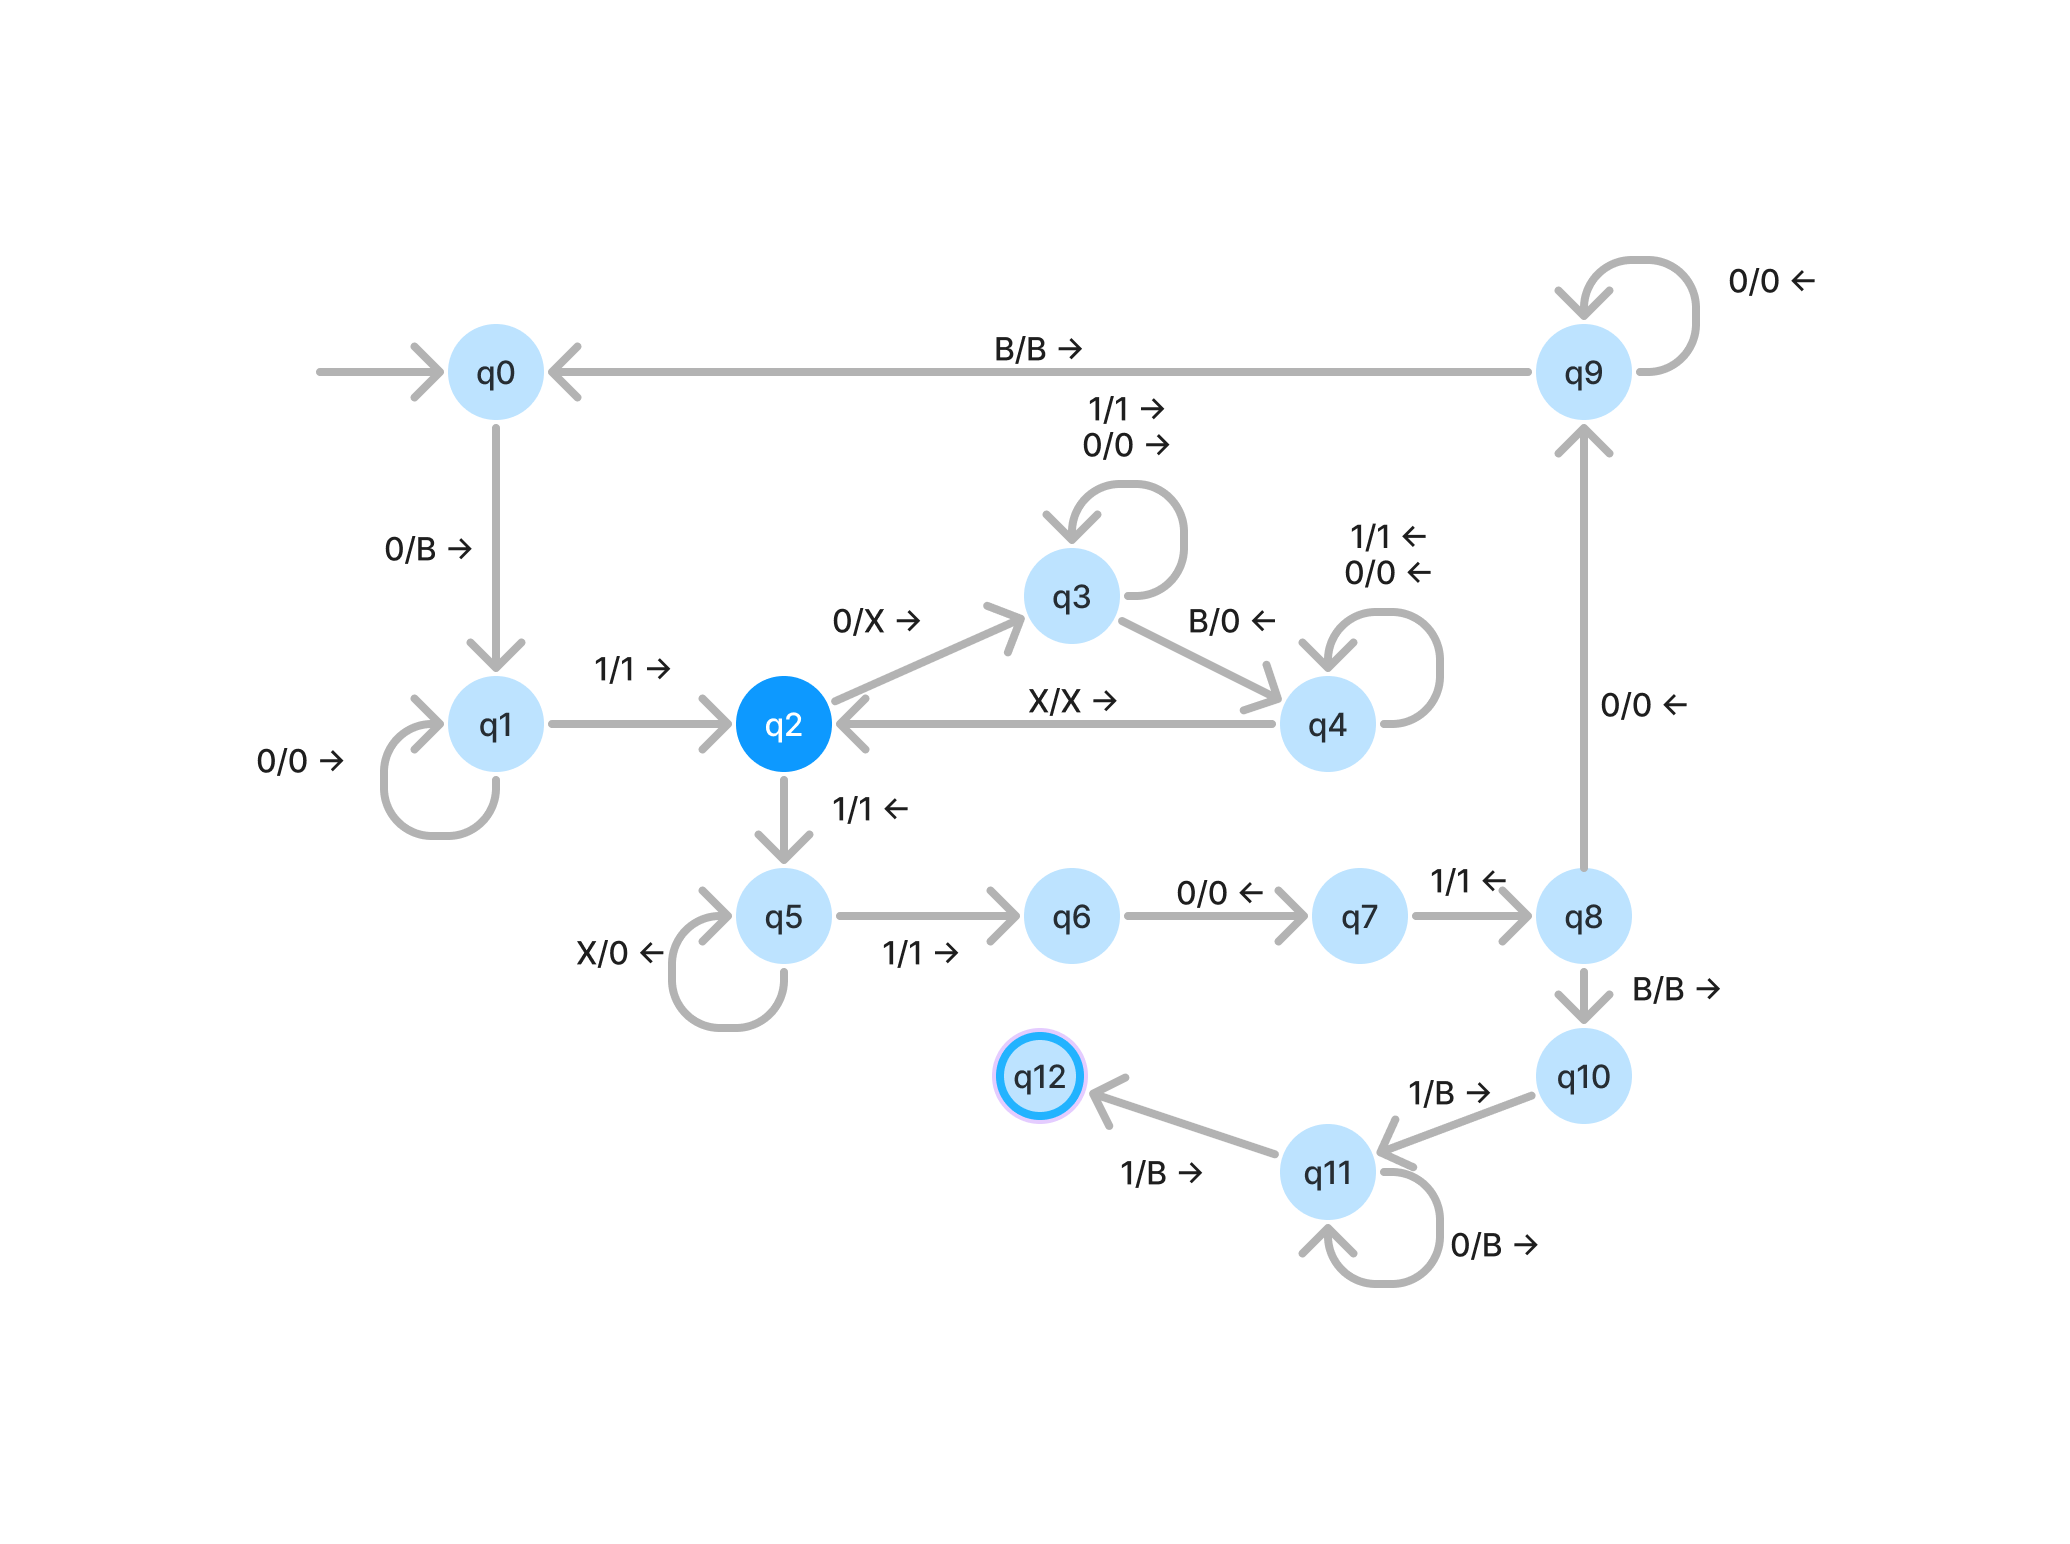 0/0 ←
B/B →
q0
q9
1/1 →
0/0 →
0/B →
1/1 ←
0/0 ←
q3
0/X →
B/0 ←
1/1 →
X/X →
0/0 ←
q1
q2
q4
0/0 →
1/1 ←
1/1 ←
0/0 ←
q5
q6
q7
q8
X/0 ←
1/1 →
B/B →
q12
q10
1/B →
1/B →
q11
0/B →